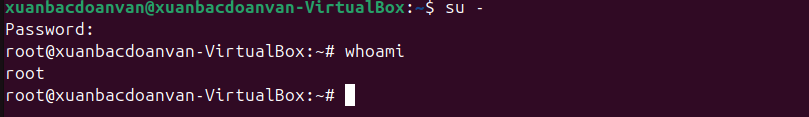 xuanbacdoanvan@xuanbacdoanvan-VirtualBox:~$ su -
Password:
root@xuanbacdoanvan-VirtualBox:~# whoami
root
root@xuanbacdoanvan-VirtualBox:~#